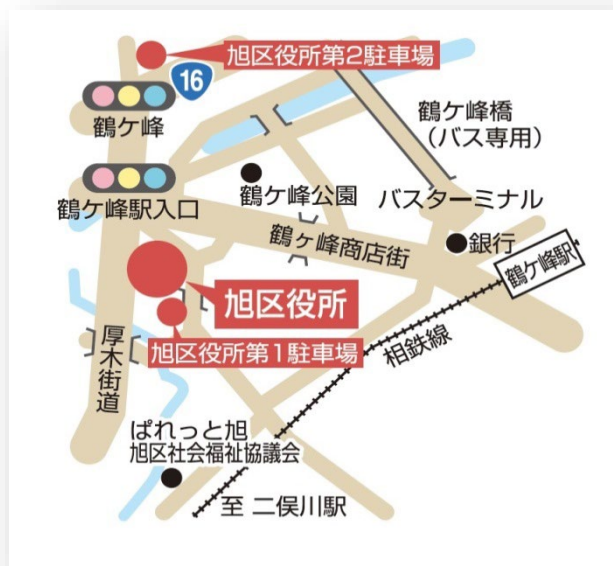 旭区役所第2駐車場
16
鶴ケ峰
鶴ケ峰橋
（バス専用）
鶴ケ峰駅入口
鶴ケ峰公園
バスターミナル
鶴ヶ峰商店街
銀行
鶴ケ峰駅
旭区役所
旭区役所第1駐車場
相鉄線
厚木街道
ぱれっと旭
旭区社会福祉協議会
至 二俣川駅